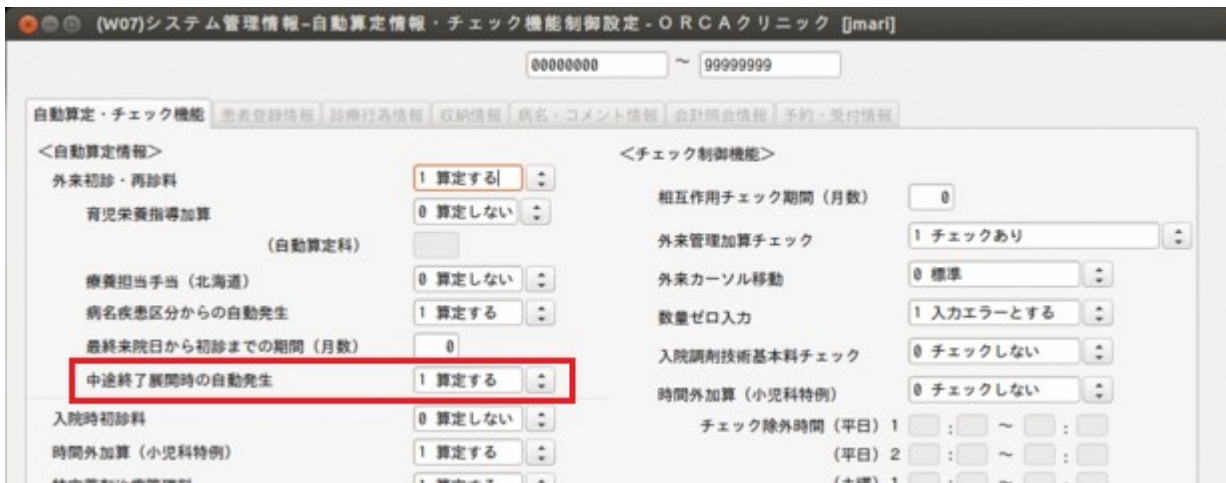 (W07)システム管理情報-自動算定情報・チェック機能制御設定 - ORCAクリニック [jmari]
00000000 ~ 99999999
自動算定・チェック機能 患者登録情報 診療行為情報 収納情報 病名・コメント情報 会計照会情報 予約・受付情報
<自動算定情報>
外来初診・再診料 1 算定する
育児栄養指導加算 0 算定しない
(自動算定科)
療養担当手当(北海道) 0 算定しない
病名疾患区分からの自動発生 1 算定する
最終来院日から初診までの期間(月数) 0
中途終了展開時の自動発生 1 算定する
入院時初診料 0 算定しない
時間外加算(小児科特例) 1 算定する
<チェック制御機能>
相互作用チェック期間(月数) 0
外来管理加算チェック 1 チェックあり
外来カーソル移動 0 標準
数量ゼロ入力 1 入力エラーとする
入院調剤技術基本料チェック 0 チェックしない
時間外加算(小児科特例) 0 チェックしない
チェック除外時間(平日) 1 : ~ :
(平日) 2 : ~ :